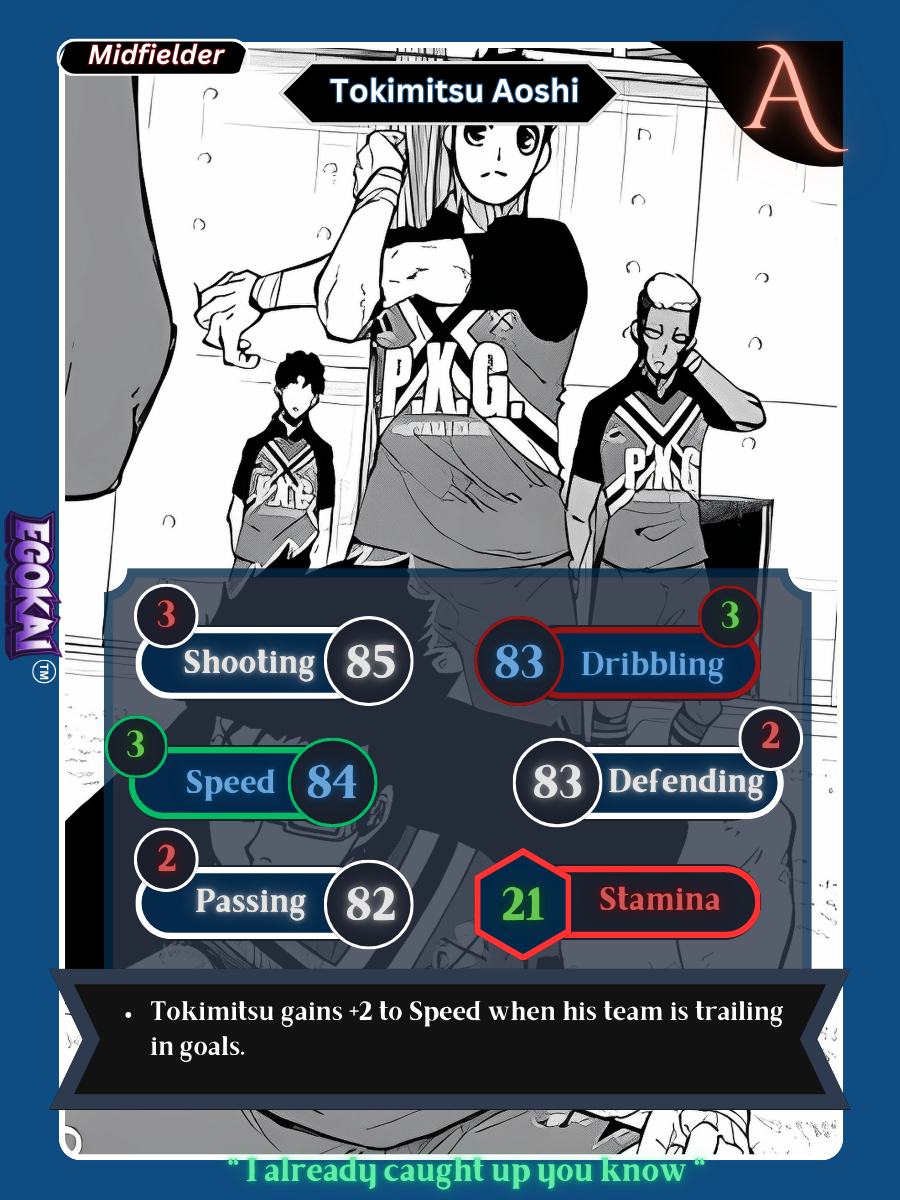 Midfielder
Tokimitsu Aoshi
A
P.X.G.
P.X.G.
P.X.G
EGOKAI
TM
3
Shooting 85
3
83 Dribbling
3
Speed 84
2
83 Defending
2
Passing 82
21 Stamina
• Tokimitsu gains +2 to Speed when his team is trailing
in goals.
" I already caught up you know "